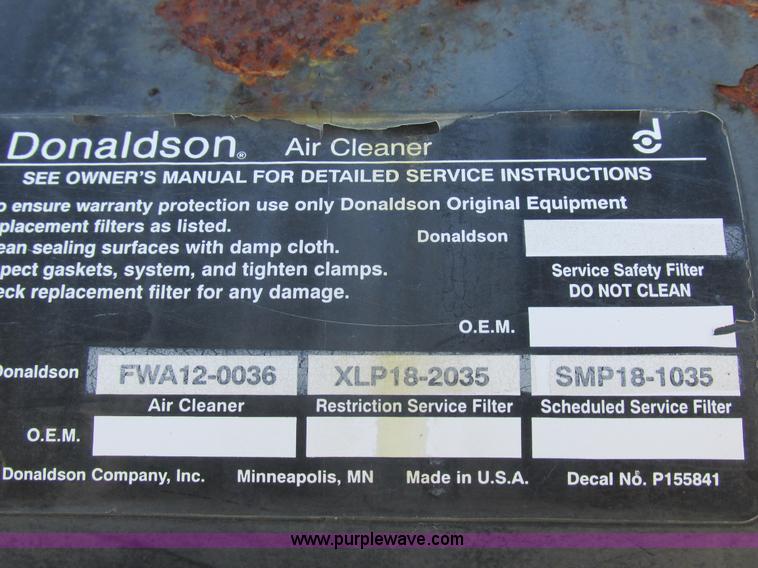 Donaldson® Air Cleaner
SEE OWNER'S MANUAL FOR DETAILED SERVICE INSTRUCTIONS
o ensure warranty protection use only Donaldson Original Equipment
placement filters as listed.
ean sealing surfaces with damp cloth.
pect gaskets, system, and tighten clamps.
eck replacement filter for any damage.
Donaldson
Service Safety Filter
DO NOT CLEAN
O.E.M.
Donaldson FWA12-0036 XLP18-2035 SMP18-1035
Air Cleaner Restriction Service Filter Scheduled Service Filter
O.E.M.
Donaldson Company, Inc. Minneapolis, MN Made in U.S.A. Decal No. P155841
www.purplewave.com